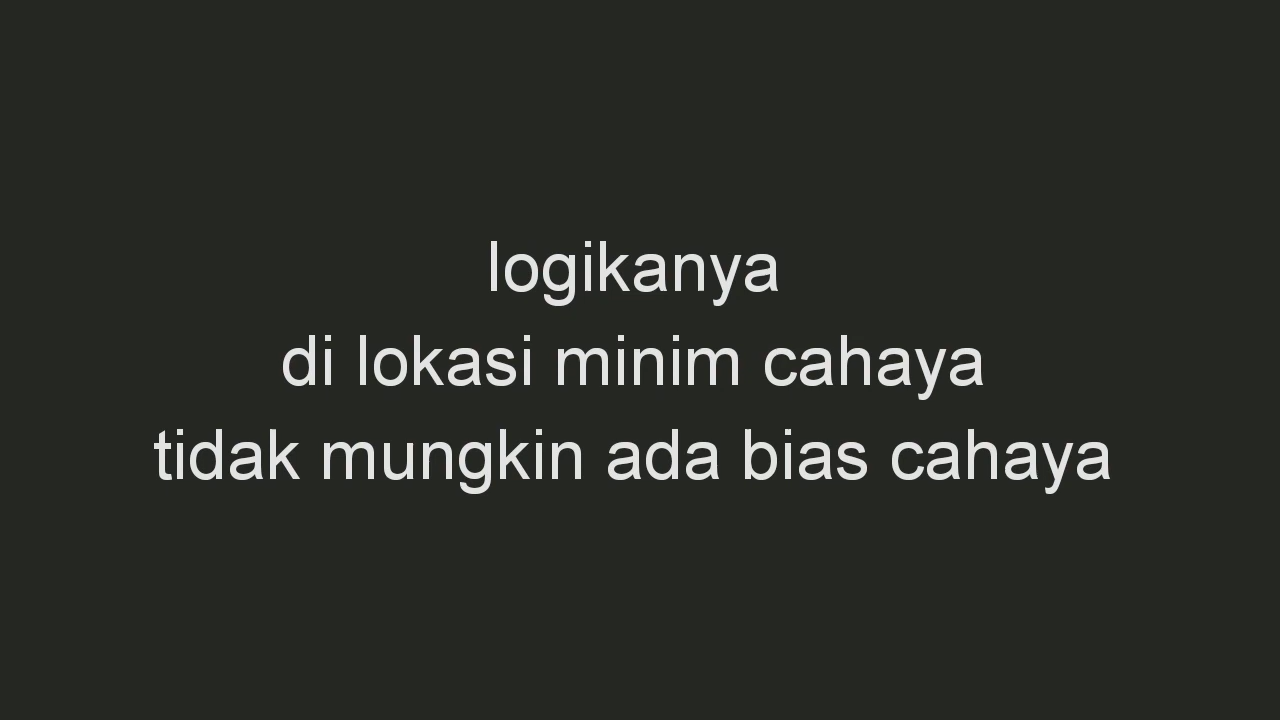 logikanya
di lokasi minim cahaya
tidak mungkin ada bias cahaya